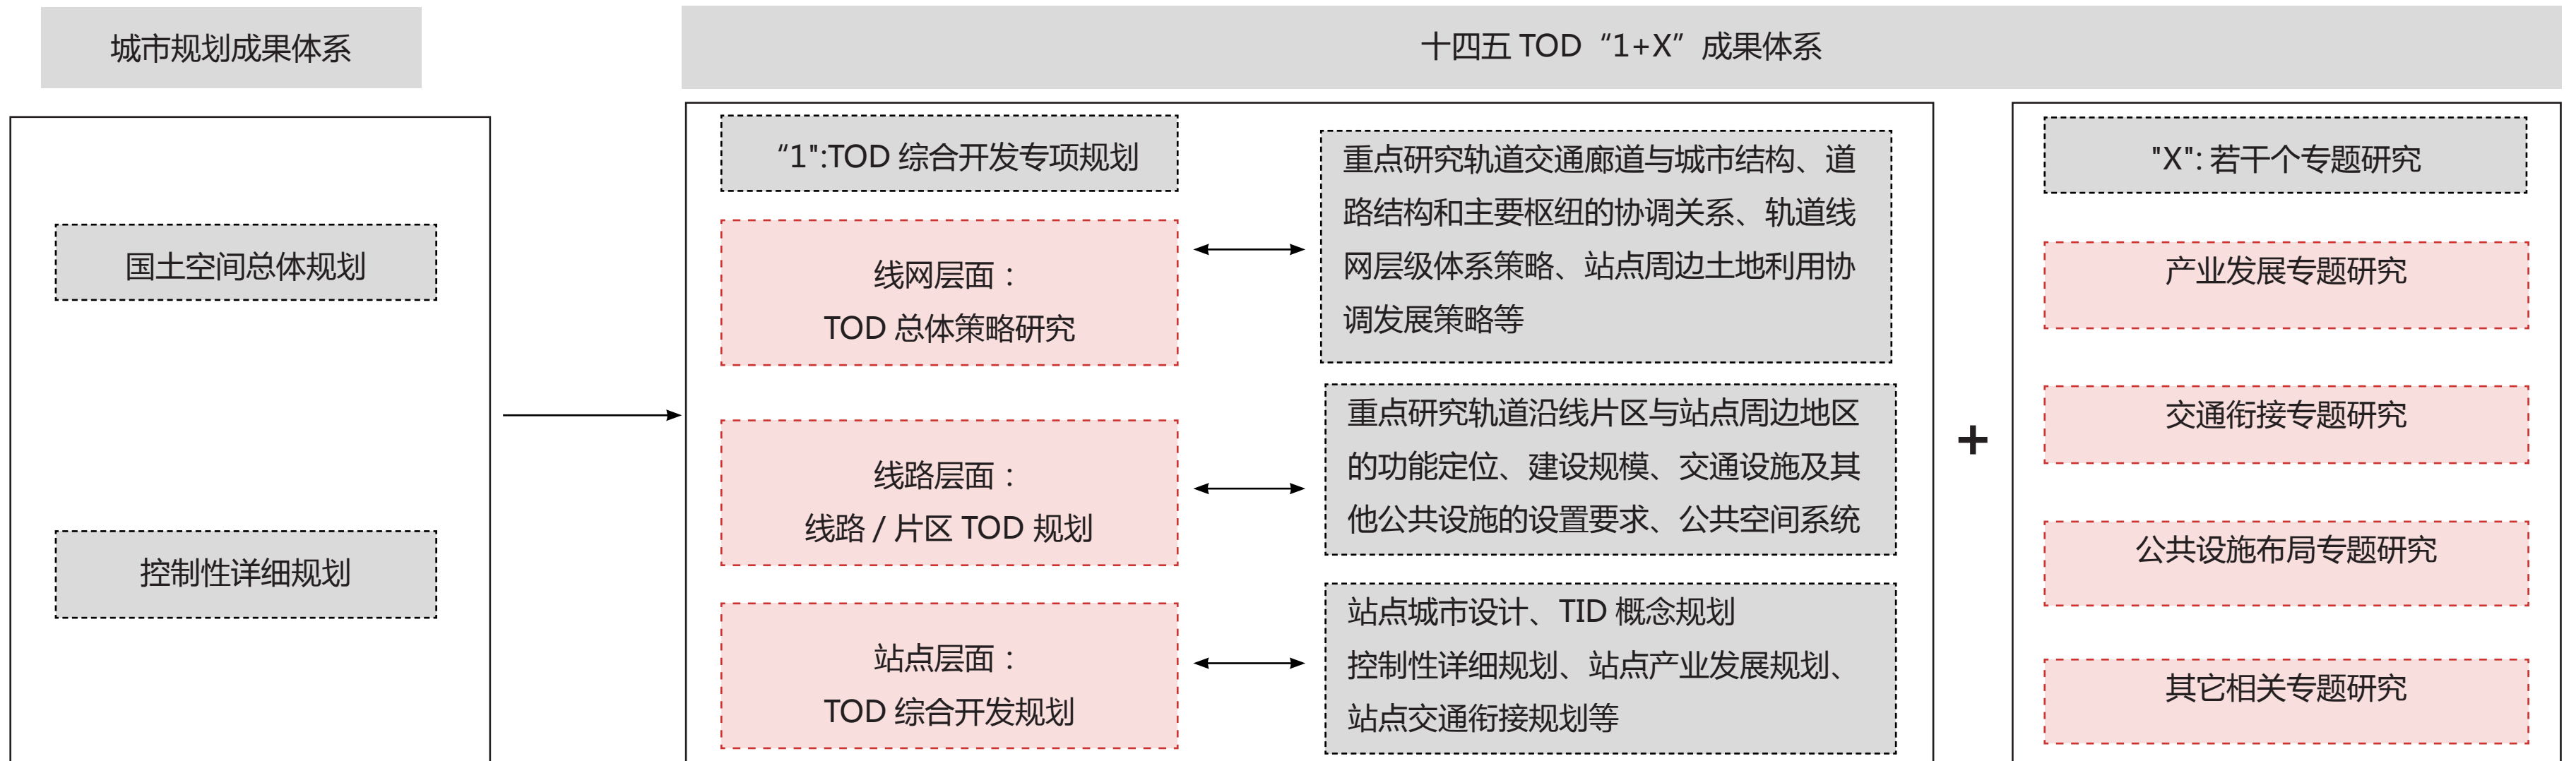 城市规划成果体系
十四五 TOD“1+X”成果体系
国土空间总体规划
控制性详细规划
“1":TOD 综合开发专项规划
线网层面：
TOD 总体策略研究
重点研究轨道交通廊道与城市结构、道
路结构和主要枢纽的协调关系、轨道线
网层级体系策略、站点周边土地利用协
调发展策略等
线路层面：
线路 / 片区 TOD 规划
重点研究轨道沿线片区与站点周边地区
的功能定位、建设规模、交通设施及其
他公共设施的设置要求、公共空间系统
站点层面：
TOD 综合开发规划
站点城市设计、TID 概念规划
控制性详细规划、站点产业发展规划、
站点交通衔接规划等
+
"X": 若干个专题研究
产业发展专题研究
交通衔接专题研究
公共设施布局专题研究
其它相关专题研究